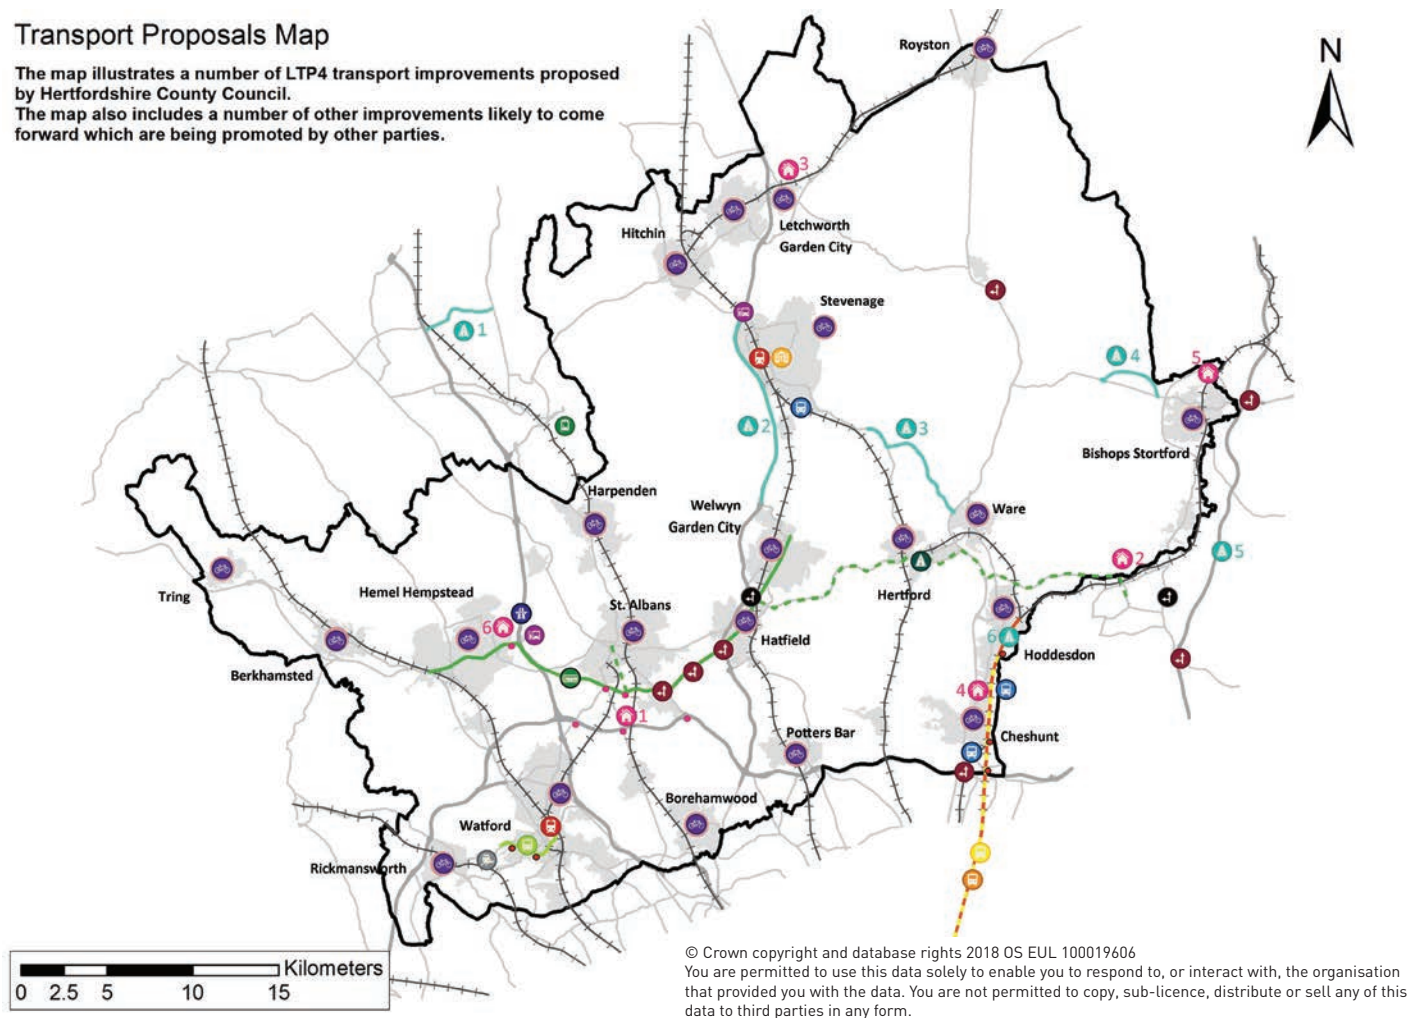 Transport Proposals Map
The map illustrates a number of LTP4 transport improvements proposed
by Hertfordshire County Council.
The map also includes a number of other improvements likely to come
forward which are being promoted by other parties.
N
Royston
3
Letchworth
Garden City
Hitchin
Stevenage
1
4
5
2
3
Bishops Stortford
Harpenden
Welwyn
Garden City
Ware
5
2
Tring
Hemel Hempstead
St. Albans
Hertford
6
Hatfield
6
Hoddesdon
Berkhamsted
4
1
Potters Bar
Cheshunt
Borehamwood
Watford
Rickmansworth
Kilometers
0 2.5 5 10 15
© Crown copyright and database rights 2018 OS EUL 100019606
You are permitted to use this data solely to enable you to respond to, or interact with, the organisation
that provided you with the data. You are not permitted to copy, sub-licence, distribute or sell any of this
data to third parties in any form.